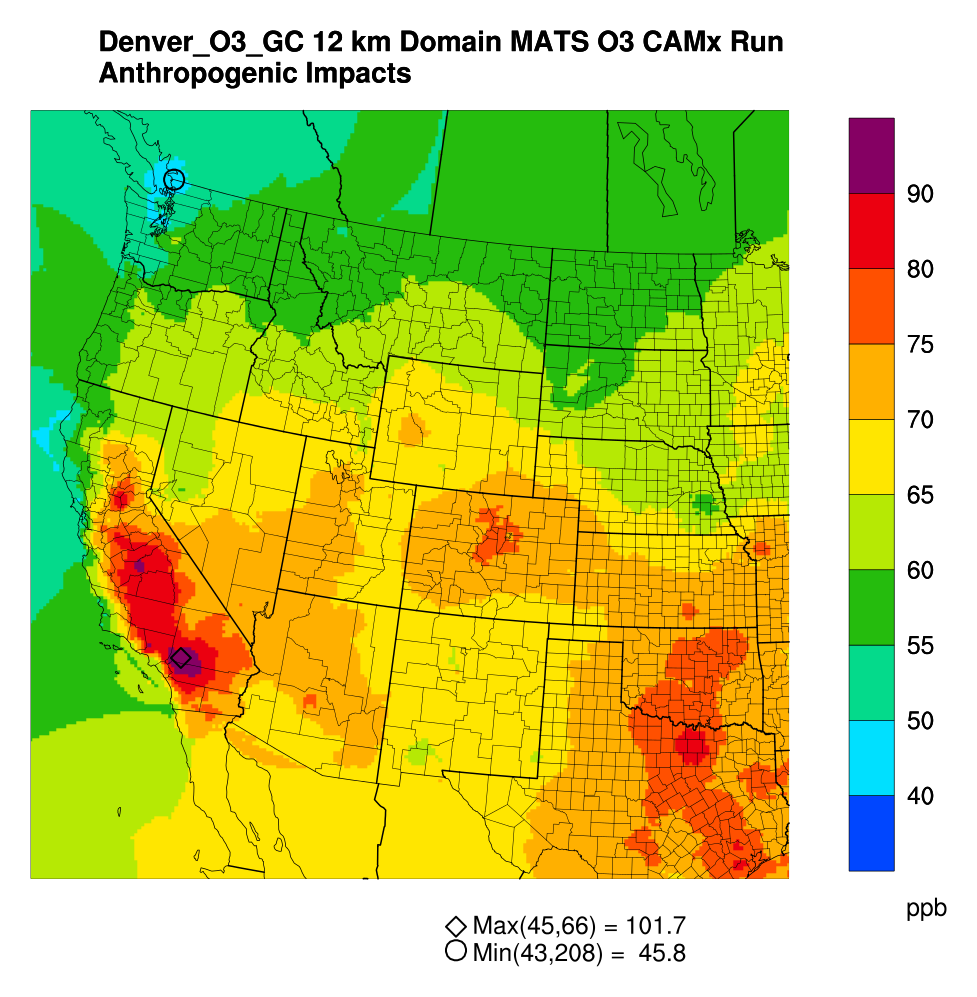 Denver_O3_GC 12 km Domain MATS O3 CAMx Run
Anthropogenic Impacts
90
80
75
70
65
60
55
50
40
ppb
Max(45,66) = 101.7
Min(43,208) = 45.8